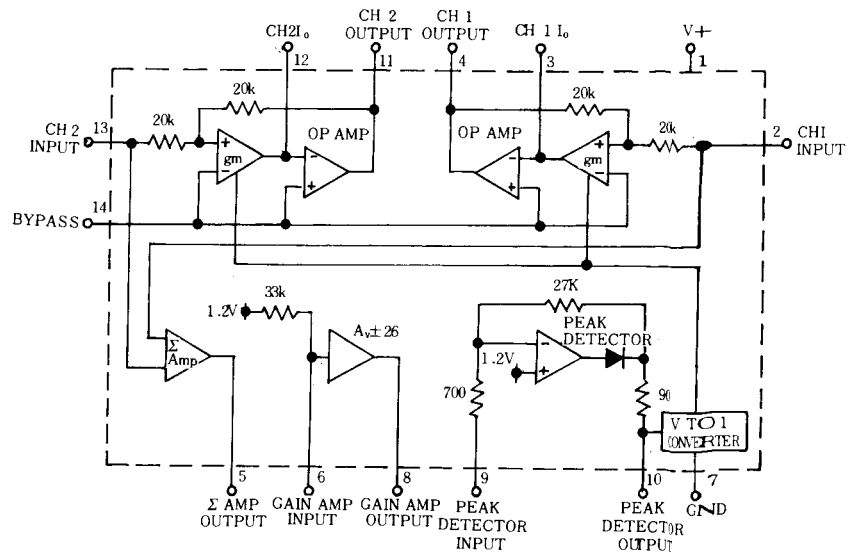 CH 2 OUTPUT
CH 1 OUTPUT
CH2I₀
CH 1 I₀
V+
12
11
4
3
1
20k
20k
CH 2 INPUT
13
20k
+
gm
−
OP AMP
−
+
OP AMP
−
+
+
gm
−
20k
2
CHI INPUT
14
BYPASS
33k
1.2V
Aᵥ±26
27K
PEAK DETECTOR
Σ Amp
1.2V
−
+
700
90
V TO I CONVERTER
5
6
8
9
10
7
Σ AMP OUTPUT
GAIN AMP INPUT
GAIN AMP OUTPUT
PEAK DETECTOR INPUT
PEAK DETECTOR OUTPUT
GND